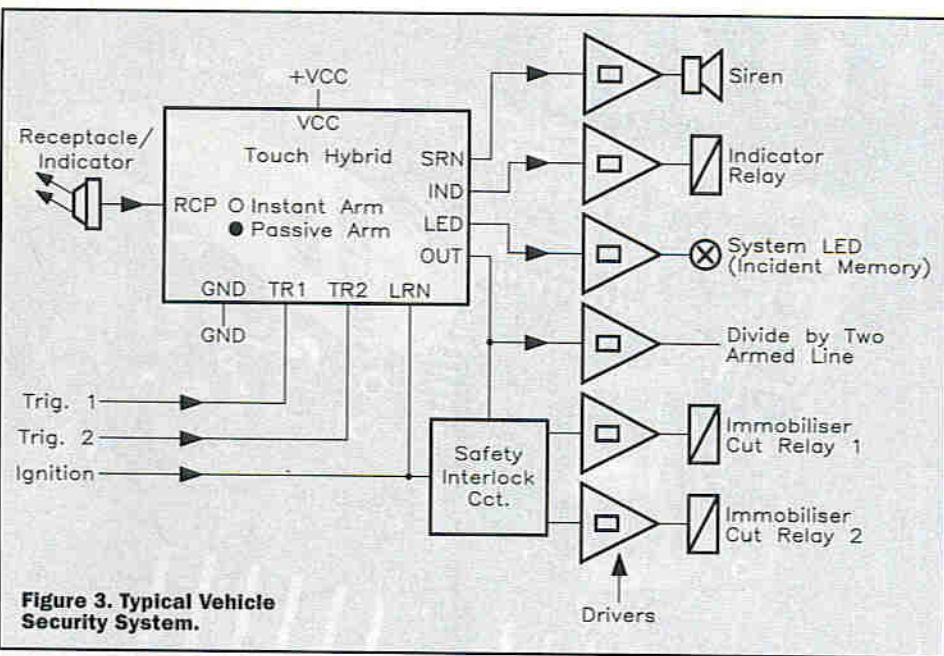 +VCC
Receptacle/
Indicator
VCC
Touch Hybrid
RCP
Instant Arm
Passive Arm
SRN
IND
LED
OUT
GND TR1 TR2 LRN
GND
Trig. 1
Trig. 2
Ignition
Safety
Interlock
Cct.
Siren
Indicator
Relay
System LED
(Incident Memory)
Divide by Two
Armed Line
Immobiliser
Cut Relay 1
Immobiliser
Cut Relay 2
Drivers
Figure 3. Typical Vehicle
Security System.